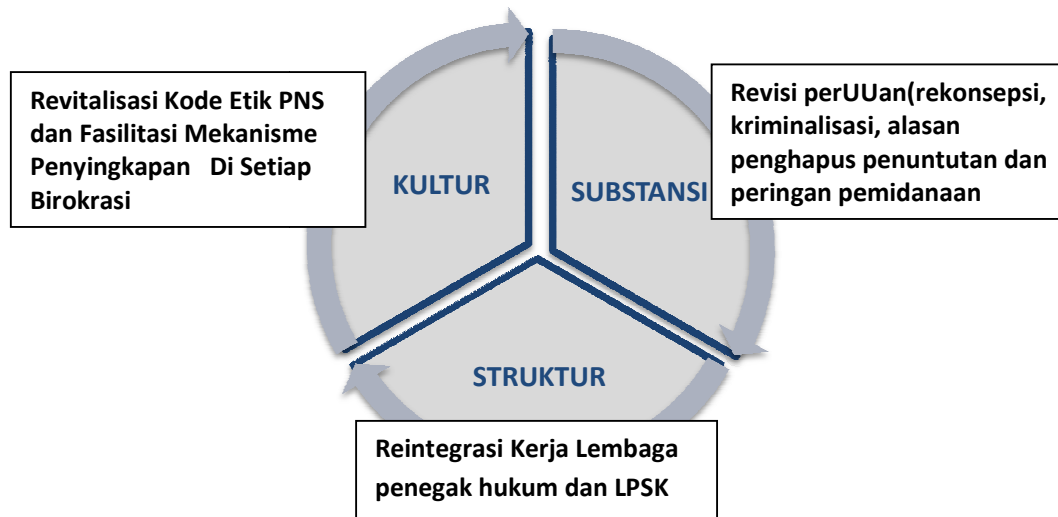 Revitalisasi Kode Etik PNS
dan Fasilitasi Mekanisme
Penyingkapan Di Setiap
Birokrasi
KULTUR
SUBSTANSI
Revisi perUUan(rekonsepsi,
kriminalisasi, alasan
penghapus penuntutan dan
peringan pemidanaan
STRUKTUR
Reintegrasi Kerja Lembaga
penegak hukum dan LPSK